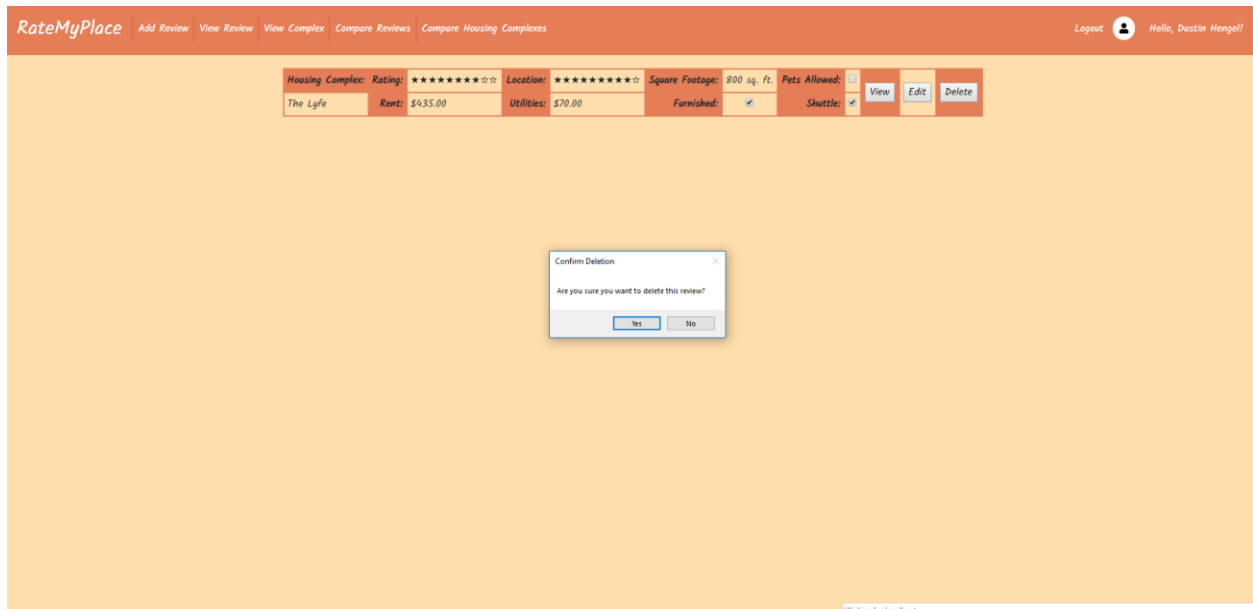 RateMyPlace Add Review View Review View Complex Compare Reviews Compare Housing Complexes Logout Hello, Dustin Hengel!
Housing Complex: Rating: ★★★★★★★★☆☆ Location: ★★★★★★★★★☆ Square Footage: 800 sq. ft. Pets Allowed: View Edit Delete
The Lyfe Rent: $435.00 Utilities: $70.00 Furnished: Shuttle:
Confirm Deletion
Are you sure you want to delete this review?
Yes No